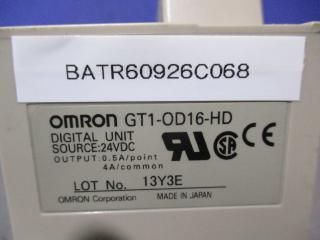 BATR60926C068
OMRON GT1-OD16-HD
DIGITAL UNIT
SOURCE:24VDC
OUTPUT:0.5A/point
4A/common
LOT No. 13Y3E
OMRON Corporation MADE IN JAPAN